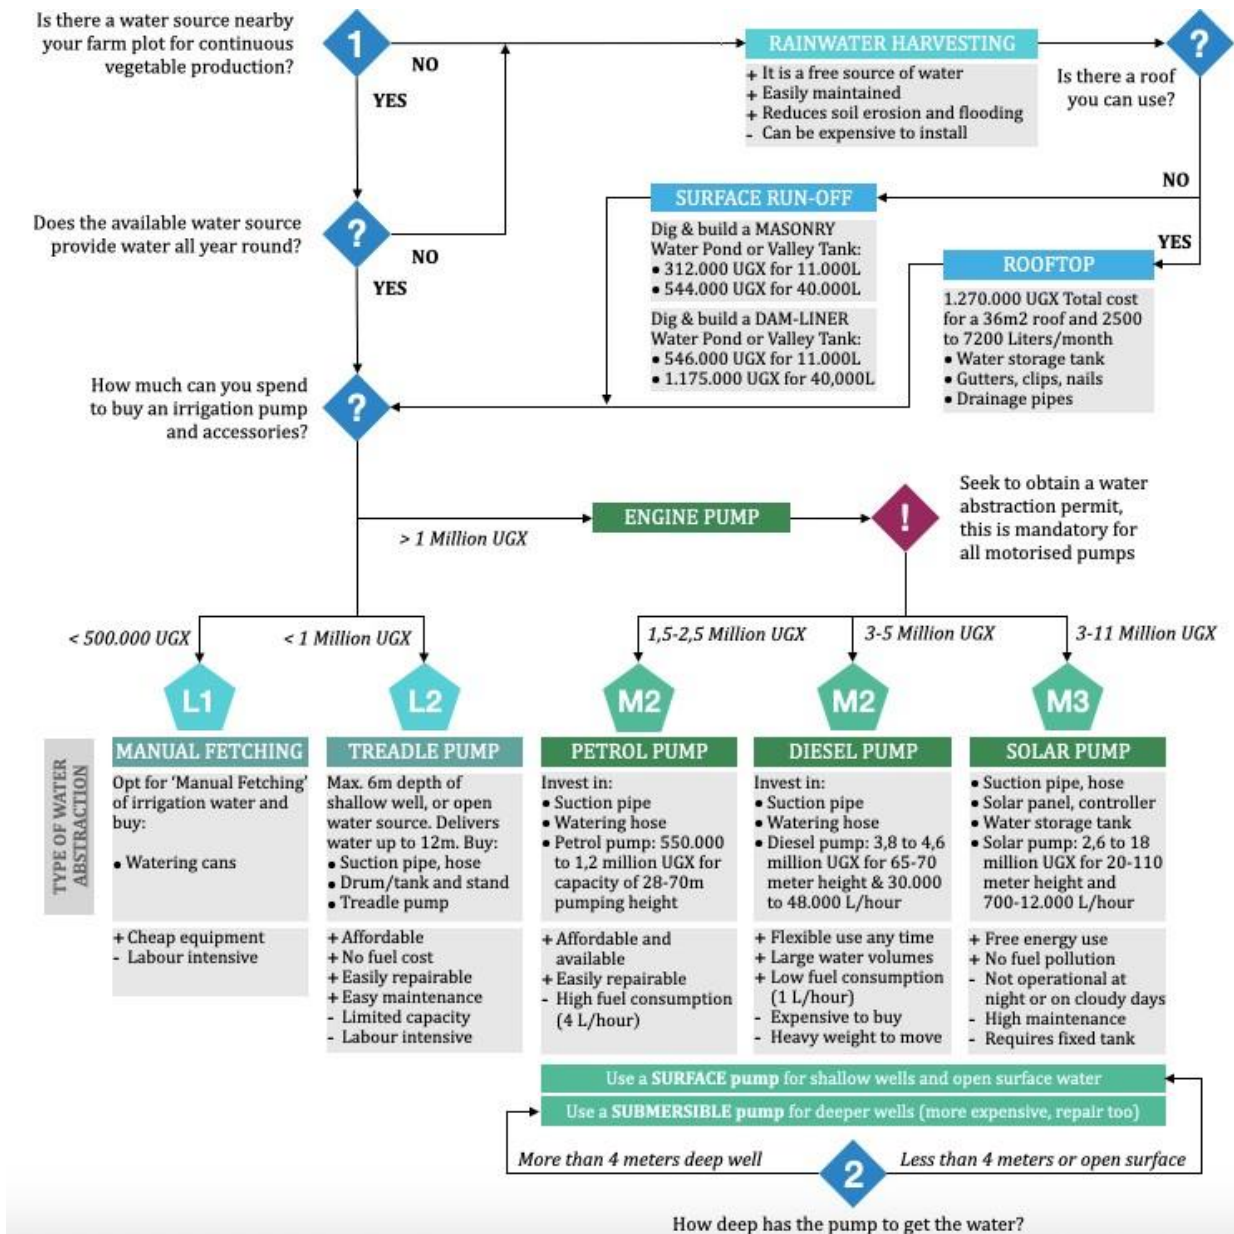 Is there a water source nearby
your farm plot for continuous
vegetable production?
1
NO
YES
RAINWATER HARVESTING
+ It is a free source of water
+ Easily maintained
+ Reduces soil erosion and flooding
- Can be expensive to install
?
Is there a roof
you can use?
NO
YES
Does the available water source
provide water all year round?
?
NO
YES
SURFACE RUN-OFF
Dig & build a MASONRY
Water Pond or Valley Tank:
• 312.000 UGX for 11.000L
• 544.000 UGX for 40.000L
Dig & build a DAM-LINER
Water Pond or Valley Tank:
• 546.000 UGX for 11.000L
• 1.175.000 UGX for 40,000L
ROOFTOP
1.270.000 UGX Total cost
for a 36m2 roof and 2500
to 7200 Liters/month
• Water storage tank
• Gutters, clips, nails
• Drainage pipes
How much can you spend
to buy an irrigation pump
and accessories?
?
> 1 Million UGX
ENGINE PUMP
!
Seek to obtain a water
abstraction permit,
this is mandatory for
all motorised pumps
< 500.000 UGX
< 1 Million UGX
1,5-2,5 Million UGX
3-5 Million UGX
3-11 Million UGX
L1
L2
M2
M2
M3
TYPE OF WATER
ABSTRACTION
MANUAL FETCHING
Opt for 'Manual Fetching'
of irrigation water and
buy:
• Watering cans
+ Cheap equipment
- Labour intensive
TREADLE PUMP
Max. 6m depth of
shallow well, or open
water source. Delivers
water up to 12m. Buy:
• Suction pipe, hose
• Drum/tank and stand
• Treadle pump
+ Affordable
+ No fuel cost
+ Easily repairable
+ Easy maintenance
- Limited capacity
- Labour intensive
PETROL PUMP
Invest in:
• Suction pipe
• Watering hose
• Petrol pump: 550.000
to 1,2 million UGX for
capacity of 28-70m
pumping height
+ Affordable and
available
+ Easily repairable
- High fuel consumption
(4 L/hour)
DIESEL PUMP
Invest in:
• Suction pipe
• Watering hose
• Diesel pump: 3,8 to 4,6
million UGX for 65-70
meter height & 30.000
to 48.000 L/hour
+ Flexible use any time
+ Large water volumes
+ Low fuel consumption
(1 L/hour)
- Expensive to buy
- Heavy weight to move
SOLAR PUMP
• Suction pipe, hose
• Solar panel, controller
• Water storage tank
• Solar pump: 2,6 to 18
million UGX for 20-110
meter height and
700-12.000 L/hour
+ Free energy use
+ No fuel pollution
- Not operational at
night or on cloudy days
- High maintenance
- Requires fixed tank
Use a SURFACE pump for shallow wells and open surface water
Use a SUBMERSIBLE pump for deeper wells (more expensive, repair too)
More than 4 meters deep well
2
Less than 4 meters or open surface
How deep has the pump to get the water?